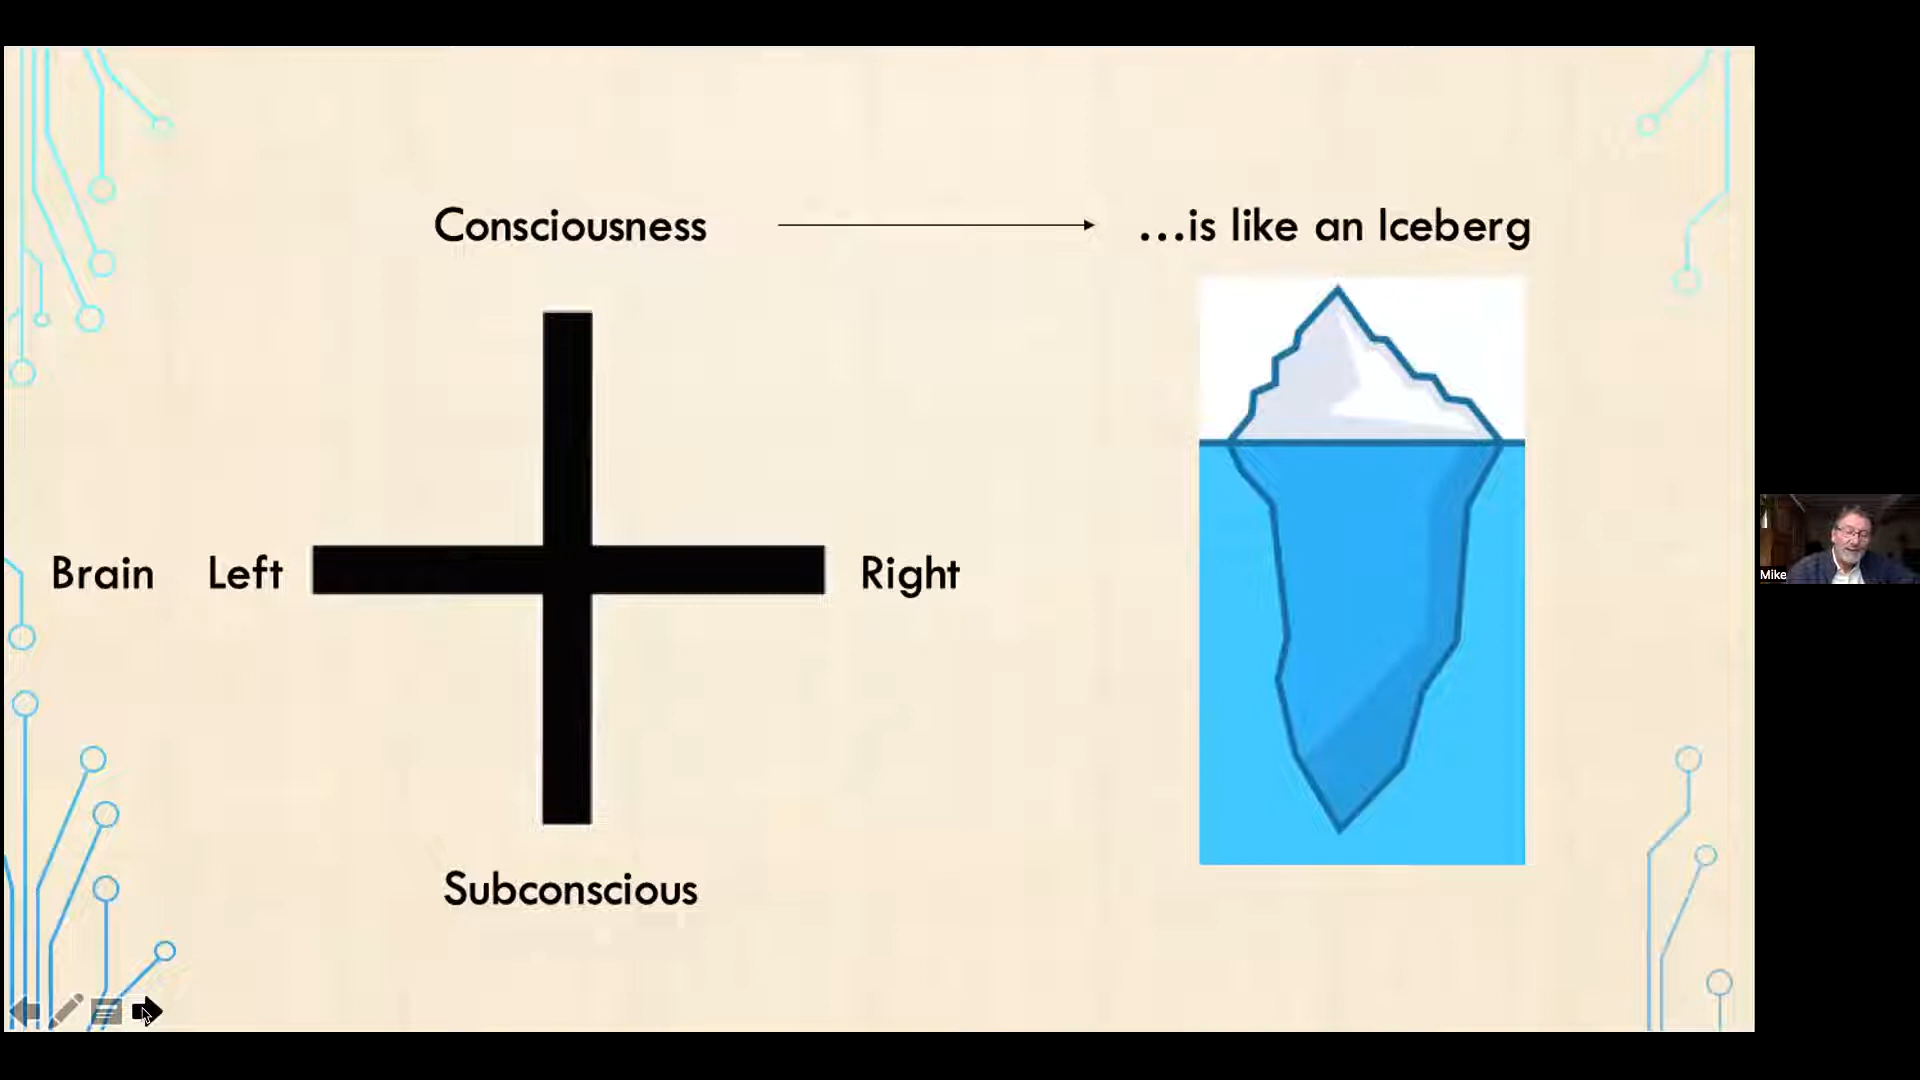 Consciousness
...is like an Iceberg
Brain Left Right
Subconscious
Mike